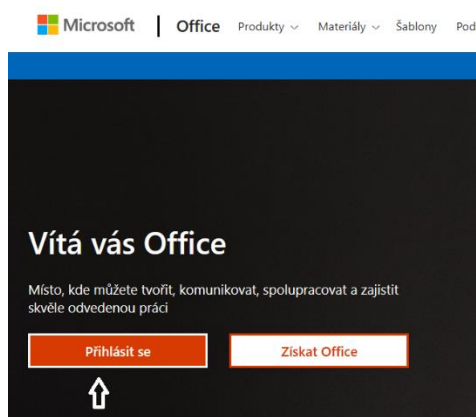 Microsoft Office Produkty Materiály Šablony Pod
Vítá vás Office
Místo, kde můžete tvořit, komunikovat, spolupracovat a zajistit
skvěle odvedenou práci
Přihlásit se Získat Office